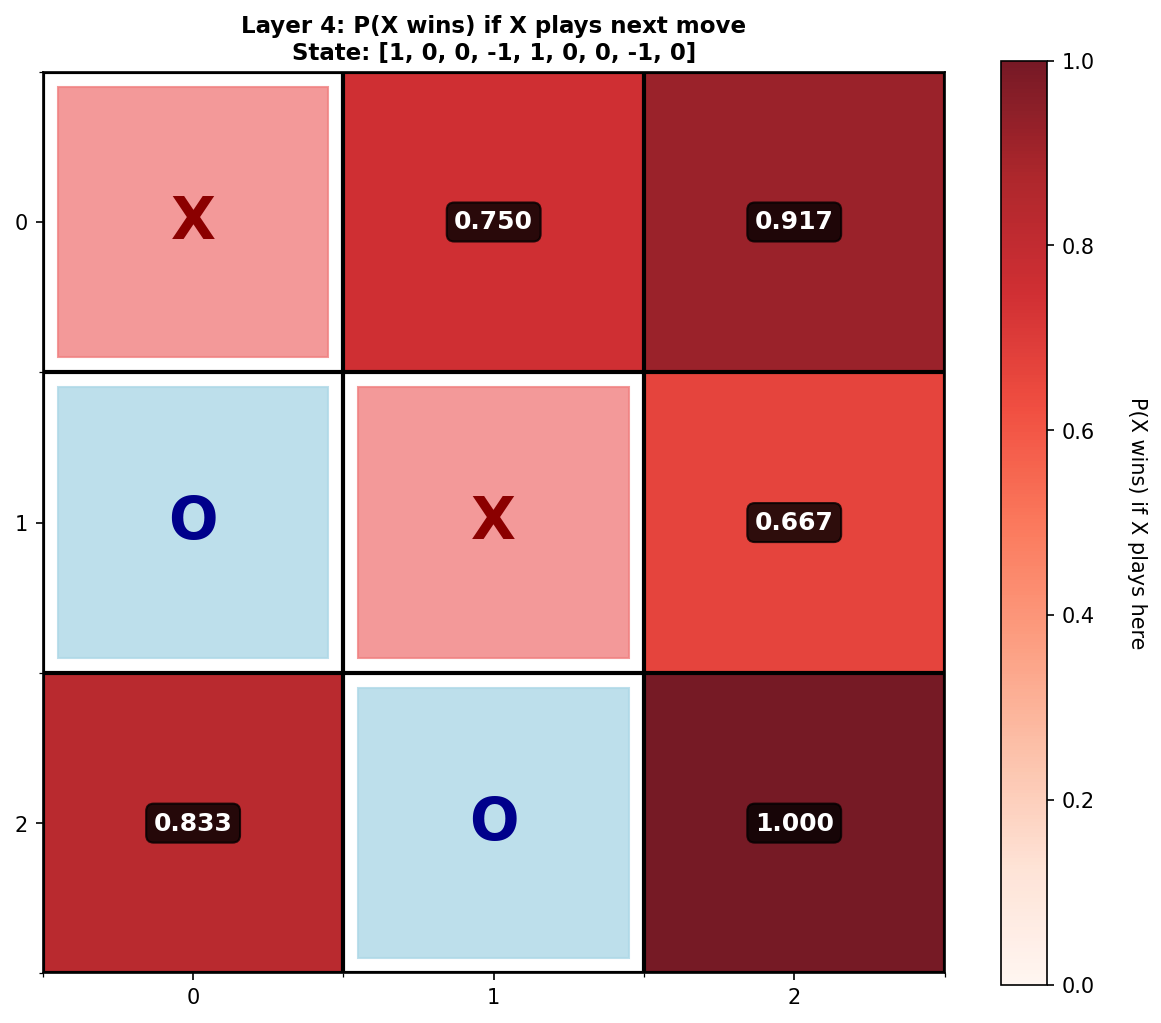 Layer 4: P(X wins) if X plays next move
State: [1, 0, 0, -1, 1, 0, 0, -1, 0]
0
X
0.750
0.917
1
O
X
0.667
2
0.833
O
1.000
0
1
2
1.0
0.8
0.6
0.4
0.2
0.0
P(X wins) if X plays here